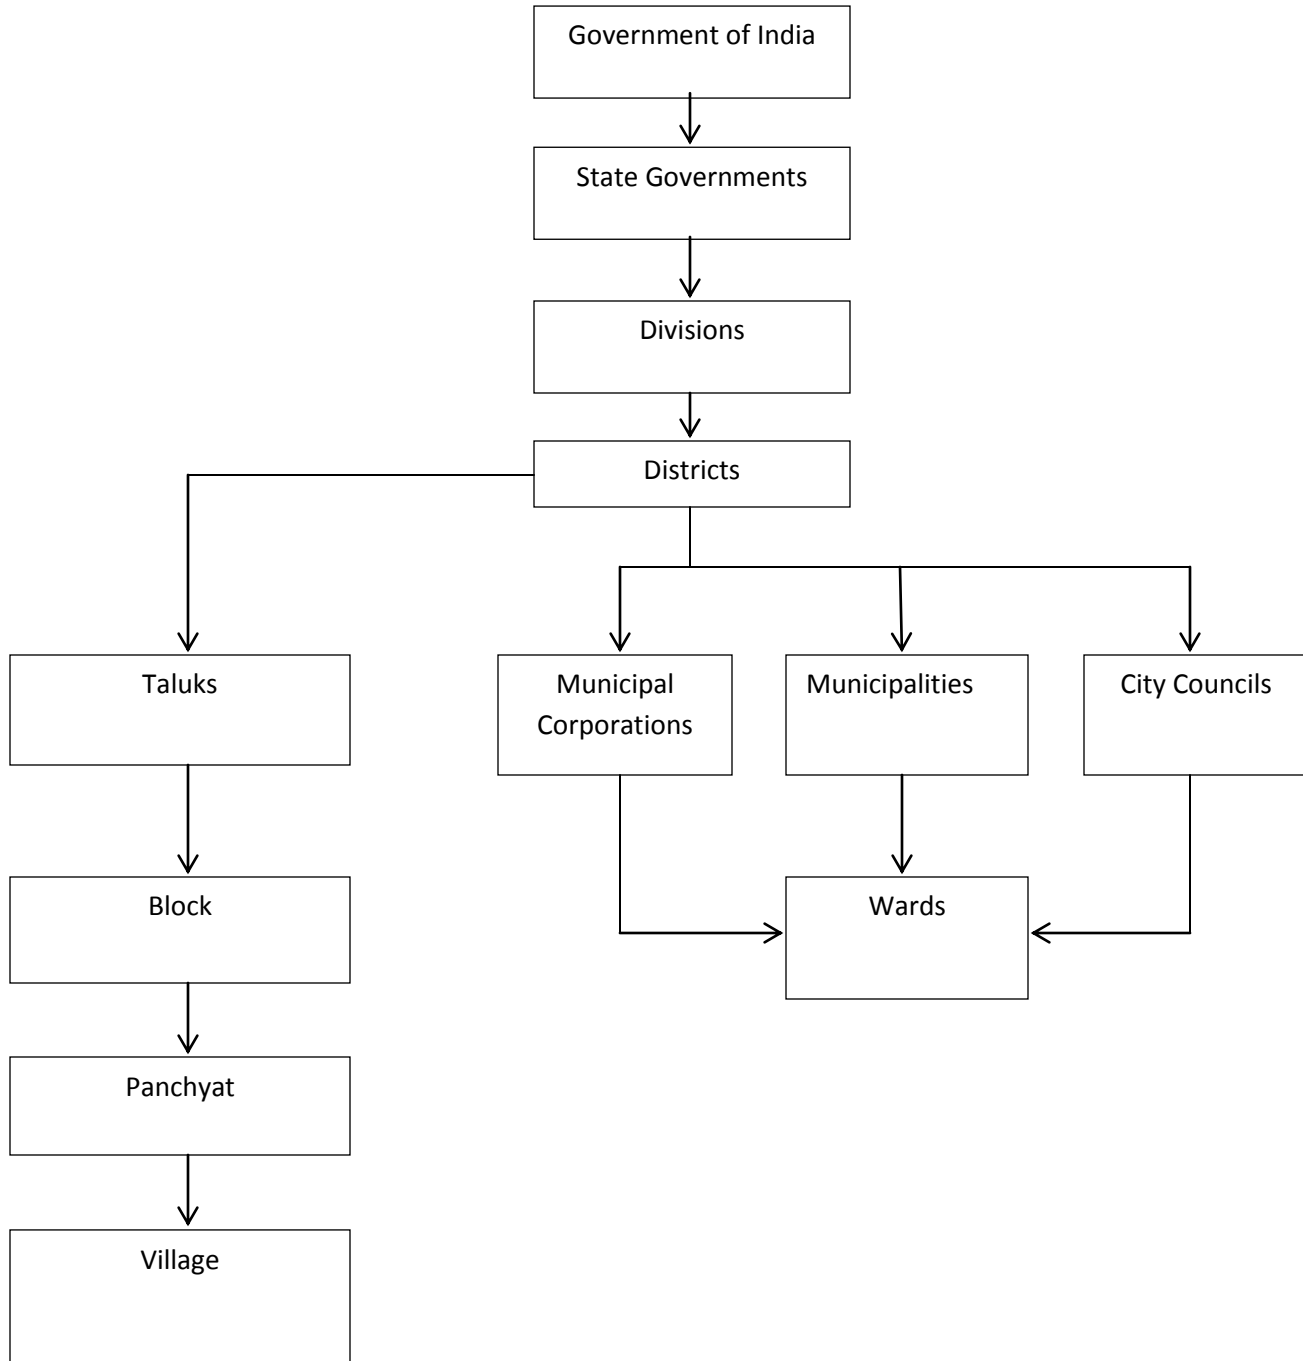 Government of India
State Governments
Divisions
Districts
Taluks
Municipal
Corporations
Municipalities
City Councils
Block
Wards
Panchyat
Village